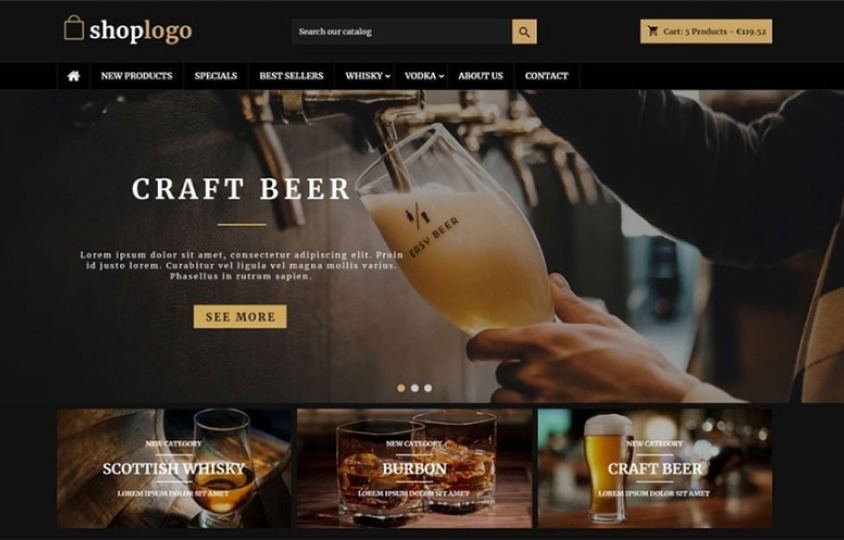 shoplogo
Search our catalog
Cart: 5 Products - €119.52
NEW PRODUCTS
SPECIALS
BEST SELLERS
WHISKY
VODKA
ABOUT US
CONTACT
CRAFT BEER
EASY BEER
Lorem ipsum dolor sit amet, consectetur adipiscing elit. Proin
id justo lorem. Curabitur vel ligula vel magna mollis varius.
Phasellus in rutrum sapien.
SEE MORE
NEW CATEGORY
SCOTTISH WHISKY
LOREM IPSUM DOLOR SIT AMET
NEW CATEGORY
BURBON
LOREM IPSUM DOLOR SIT AMET
NEW CATEGORY
CRAFT BEER
LOREM IPSUM DOLOR SIT AMET